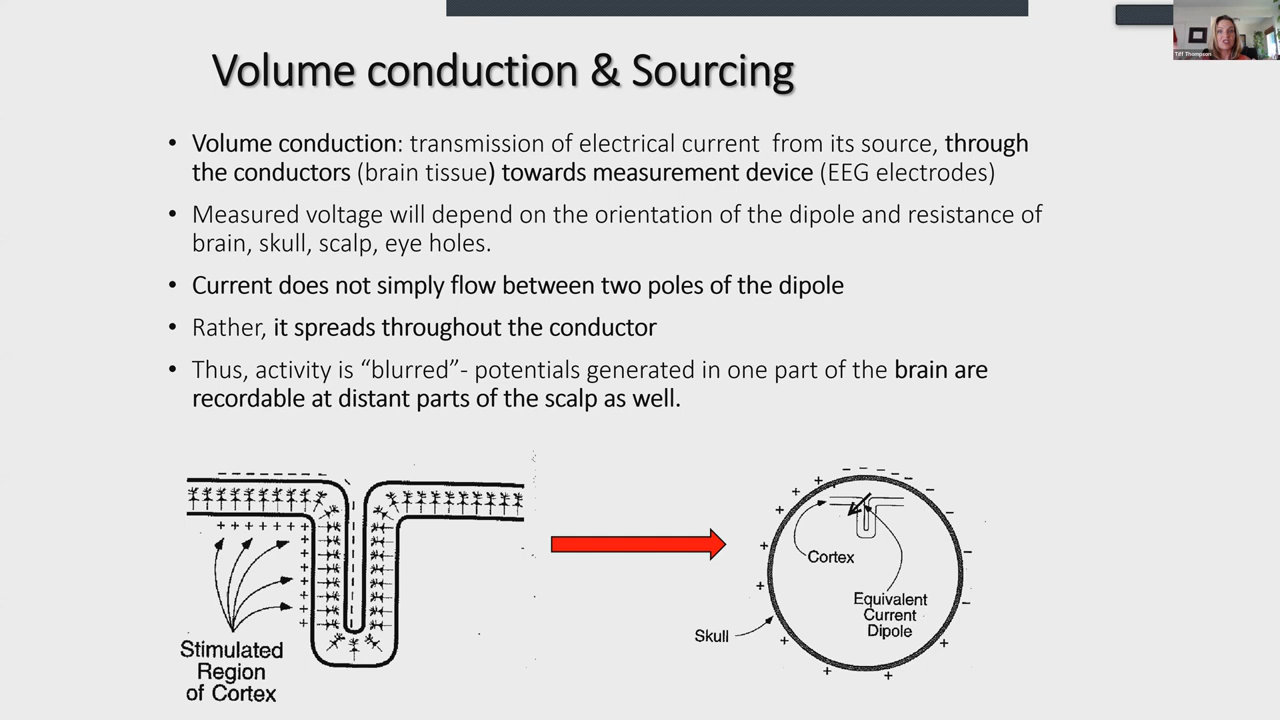 Tiff Thompson
Volume conduction & Sourcing
• Volume conduction: transmission of electrical current from its source, through
the conductors (brain tissue) towards measurement device (EEG electrodes)
• Measured voltage will depend on the orientation of the dipole and resistance of
brain, skull, scalp, eye holes.
• Current does not simply flow between two poles of the dipole
• Rather, it spreads throughout the conductor
• Thus, activity is “blurred”- potentials generated in one part of the brain are
recordable at distant parts of the scalp as well.
Stimulated
Region
of Cortex
Cortex
Equivalent
Current
Dipole
Skull